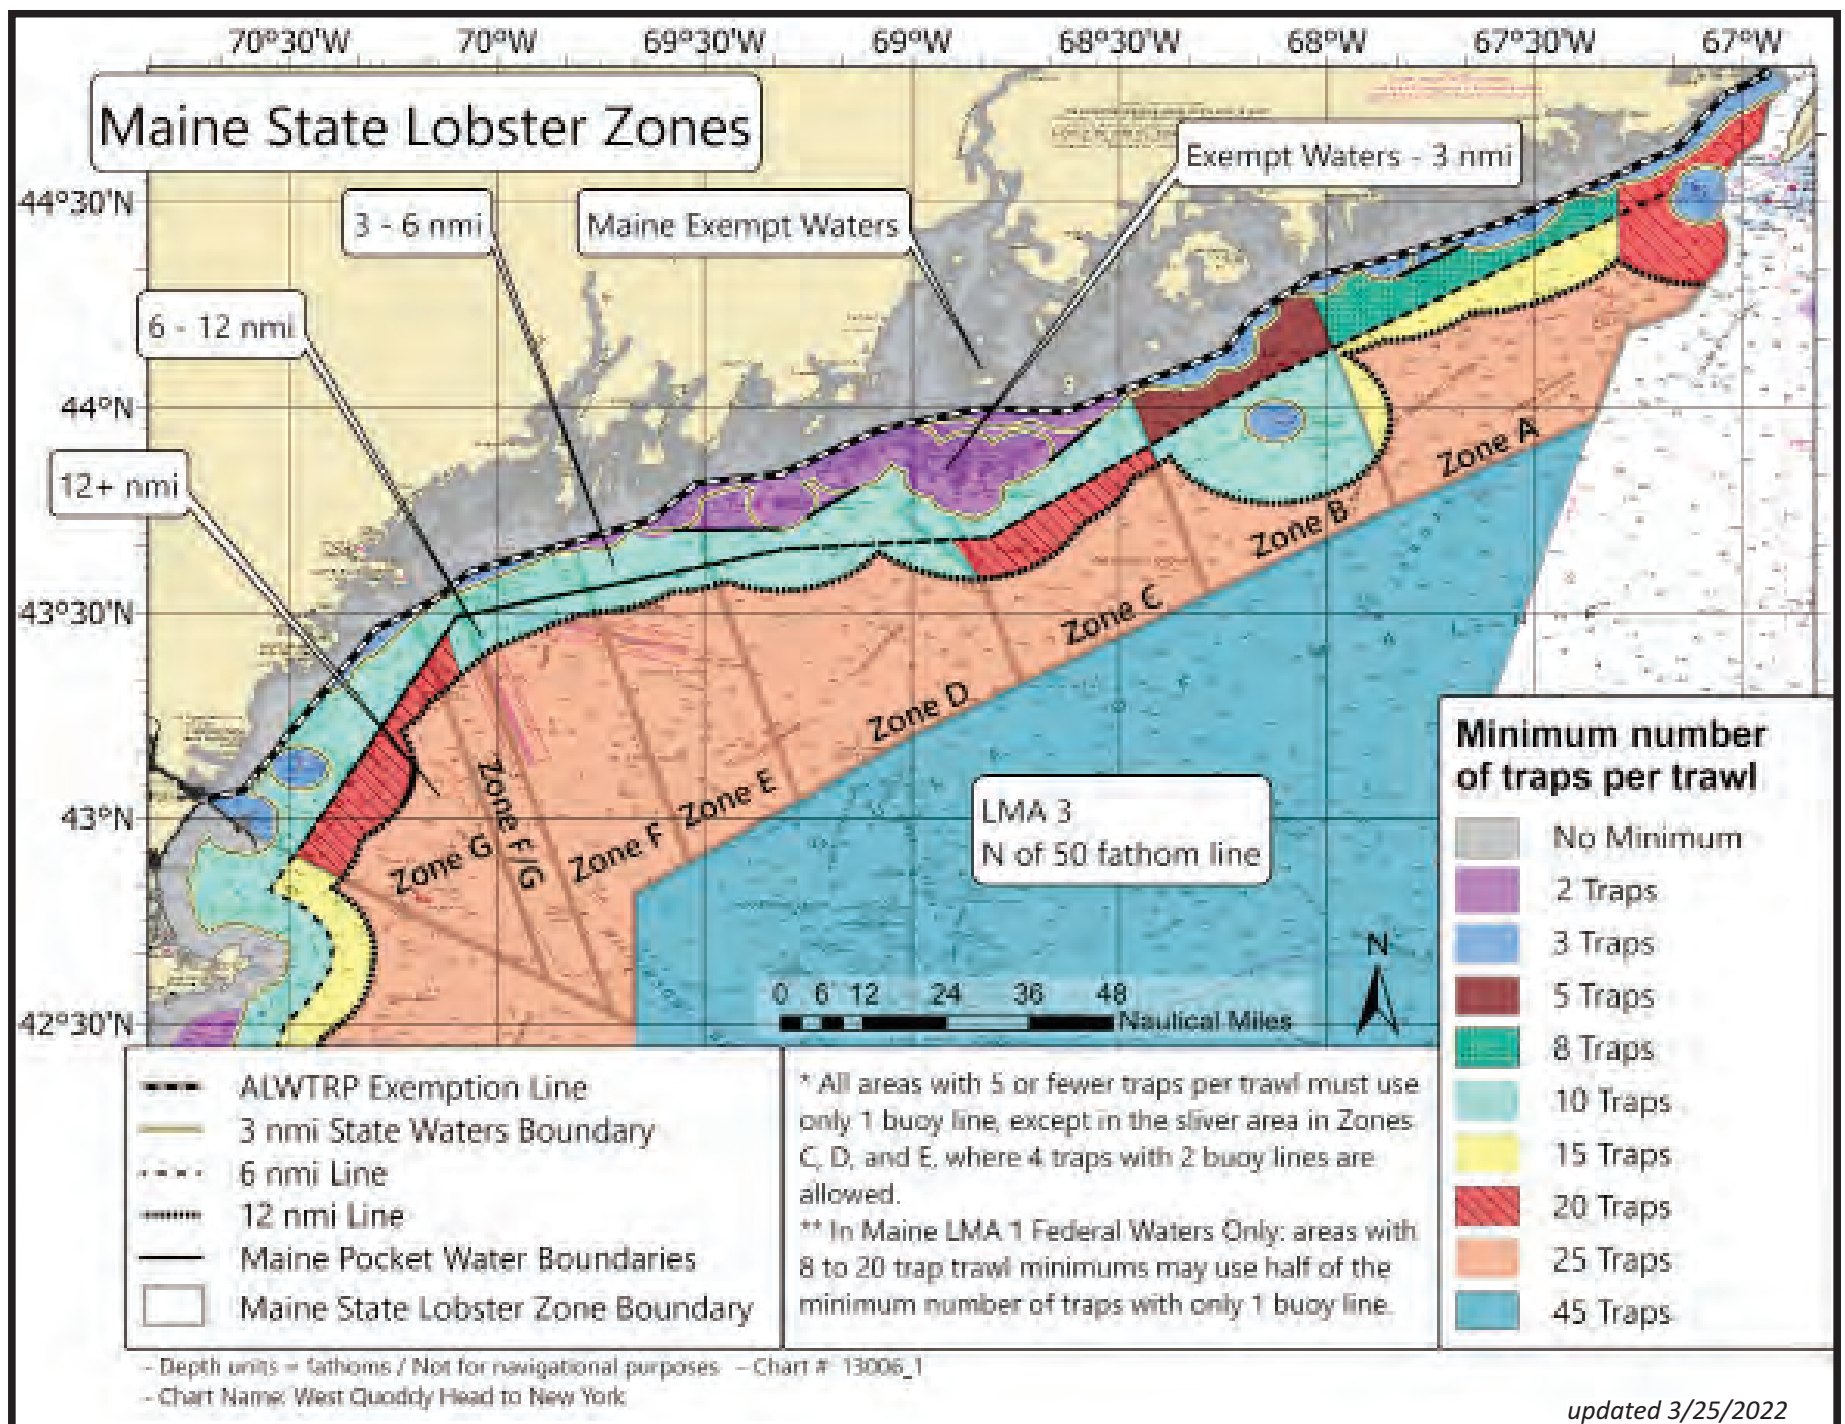 70°30'W 70°W 69°30'W 69°W 68°30'W 68°W 67°30'W 67°W
Maine State Lobster Zones
Exempt Waters - 3 nmi
44°30'N
3 - 6 nmi
Maine Exempt Waters
6 - 12 nmi
44°N
12+ nmi
Zone A
Zone B
43°30'N
Zone C
Zone D
Zone E
Zone F
Zone F/G
Zone G
43°N
LMA 3
N of 50 fathom line
N
0 6 12 24 36 48
Nautical Miles
42°30'N
Minimum number
of traps per trawl
No Minimum
2 Traps
3 Traps
5 Traps
8 Traps
10 Traps
15 Traps
20 Traps
25 Traps
45 Traps
ALWTRP Exemption Line
3 nmi State Waters Boundary
6 nmi Line
12 nmi Line
Maine Pocket Water Boundaries
Maine State Lobster Zone Boundary
* All areas with 5 or fewer traps per trawl must use
only 1 buoy line, except in the sliver area in Zones
C, D, and E, where 4 traps with 2 buoy lines are
allowed.
** In Maine LMA 1 Federal Waters Only: areas with
8 to 20 trap trawl minimums may use half of the
minimum number of traps with only 1 buoy line.
- Depth units = fathoms / Not for navigational purposes - Chart # 13006_1
- Chart Name: West Quoddy Head to New York
updated 3/25/2022